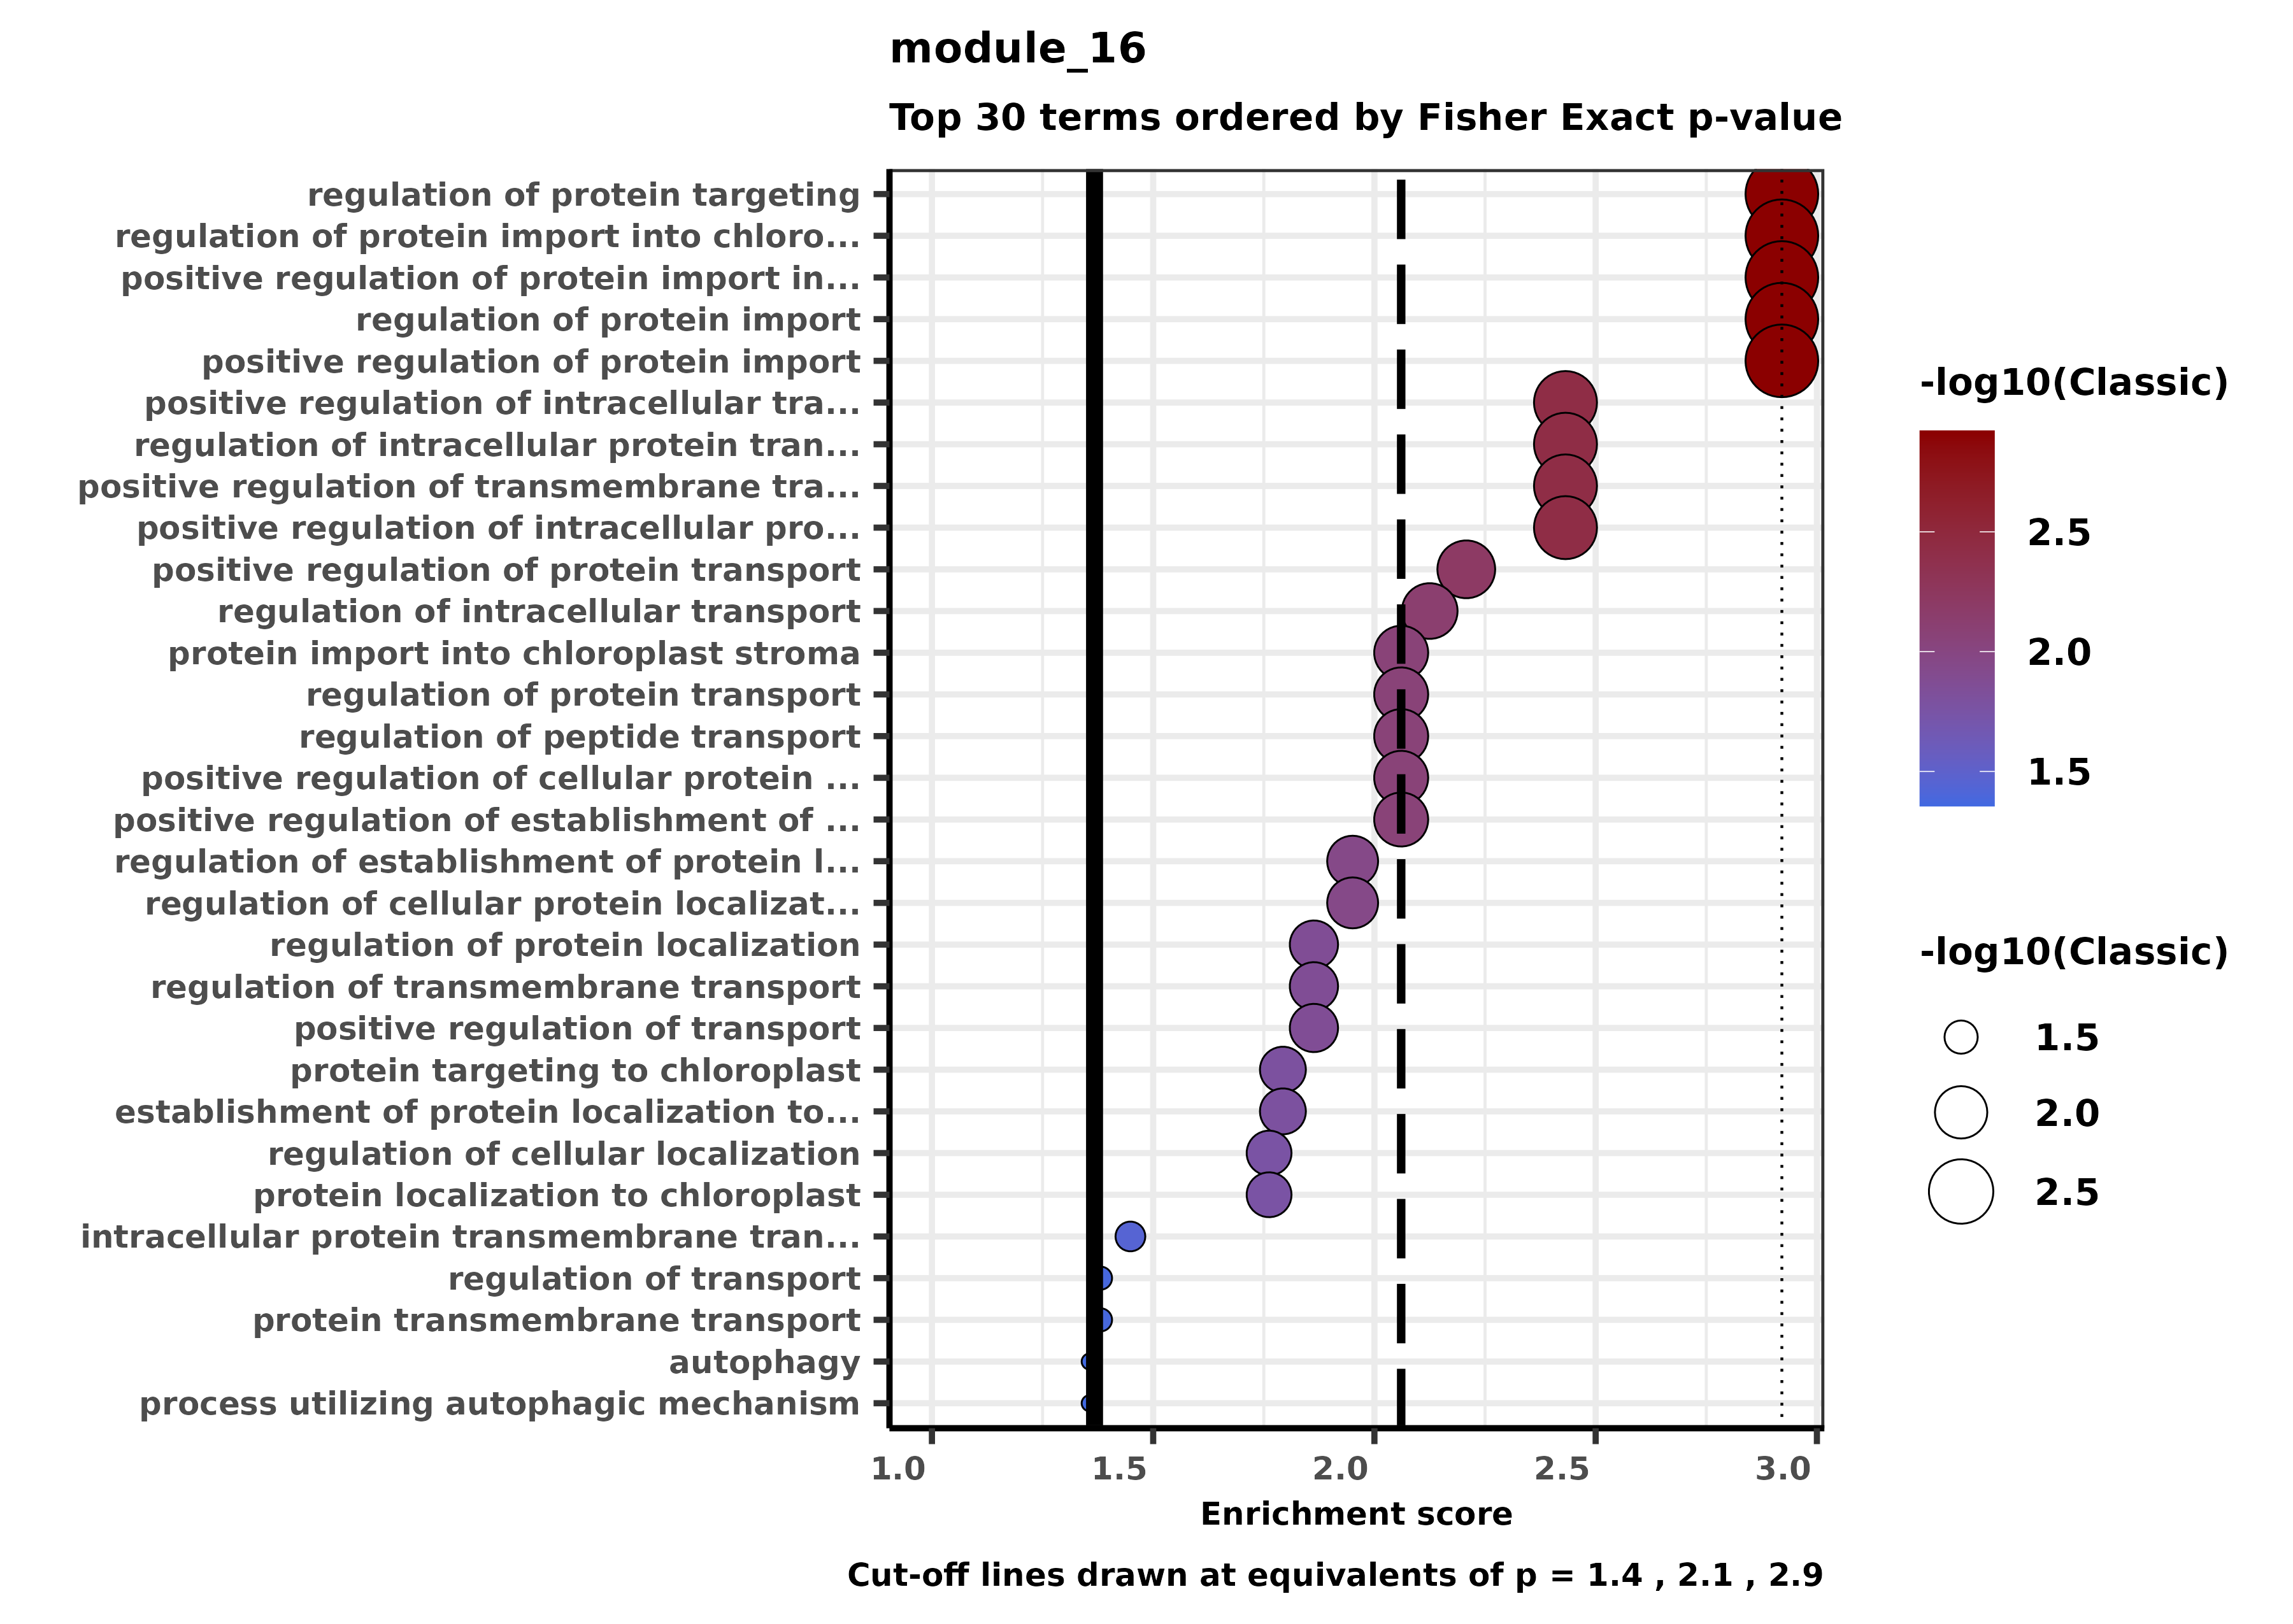 module_16
Top 30 terms ordered by Fisher Exact p-value
regulation of protein targeting
regulation of protein import into chloro...
positive regulation of protein import in...
regulation of protein import
positive regulation of protein import
positive regulation of intracellular tra...
regulation of intracellular protein tran...
positive regulation of transmembrane tra...
positive regulation of intracellular pro...
positive regulation of protein transport
regulation of intracellular transport
protein import into chloroplast stroma
regulation of protein transport
regulation of peptide transport
positive regulation of cellular protein ...
positive regulation of establishment of ...
regulation of establishment of protein l...
regulation of cellular protein localizat...
regulation of protein localization
regulation of transmembrane transport
positive regulation of transport
protein targeting to chloroplast
establishment of protein localization to...
regulation of cellular localization
protein localization to chloroplast
intracellular protein transmembrane tran...
regulation of transport
protein transmembrane transport
autophagy
process utilizing autophagic mechanism
1.0 1.5 2.0 2.5 3.0
Enrichment score
Cut-off lines drawn at equivalents of p = 1.4 , 2.1 , 2.9
-log10(Classic)
2.5
2.0
1.5
-log10(Classic)
1.5
2.0
2.5